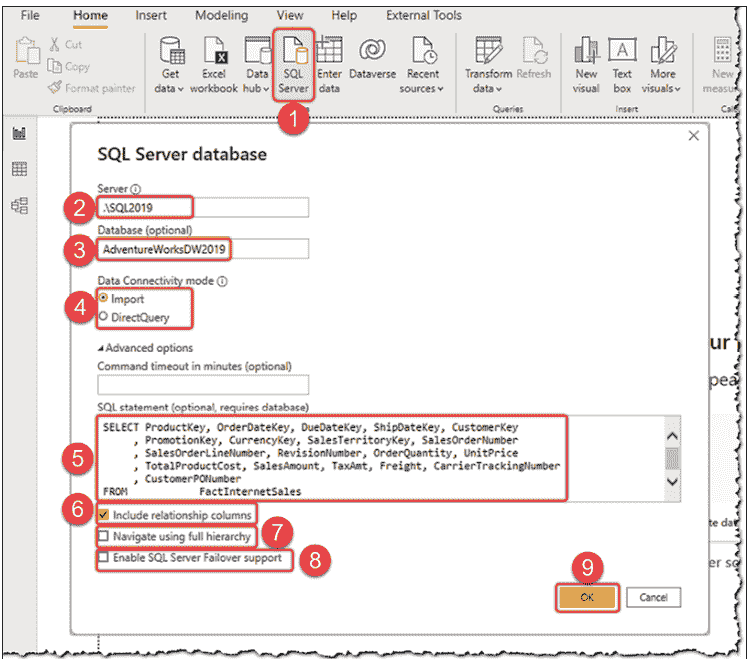 File Home Insert Modeling View Help External Tools
Paste
Cut
Copy
Format painter
Clipboard
Get data
Excel workbook
Data hub
SQL Server
Enter data
Dataverse
Recent sources
Transform data
Refresh
Queries
New visual
Text box
More visuals
Insert
New
1
SQL Server database
Server
2 .\SQL2019
Database (optional)
3 AdventureWorksDW2019
Data Connectivity mode
4
Import
DirectQuery
Advanced options
Command timeout in minutes (optional)
SQL statement (optional, requires database)
5
SELECT ProductKey, OrderDateKey, DueDateKey, ShipDateKey, CustomerKey
, PromotionKey, CurrencyKey, SalesTerritoryKey, SalesOrderNumber
, SalesOrderLineNumber, RevisionNumber, OrderQuantity, UnitPrice
, TotalProductCost, SalesAmount, TaxAmt, Freight, CarrierTrackingNumber
, CustomerPONumber
FROM FactInternetSales
6 Include relationship columns
Navigate using full hierarchy 7
Enable SQL Server Failover support 8
9
OK Cancel